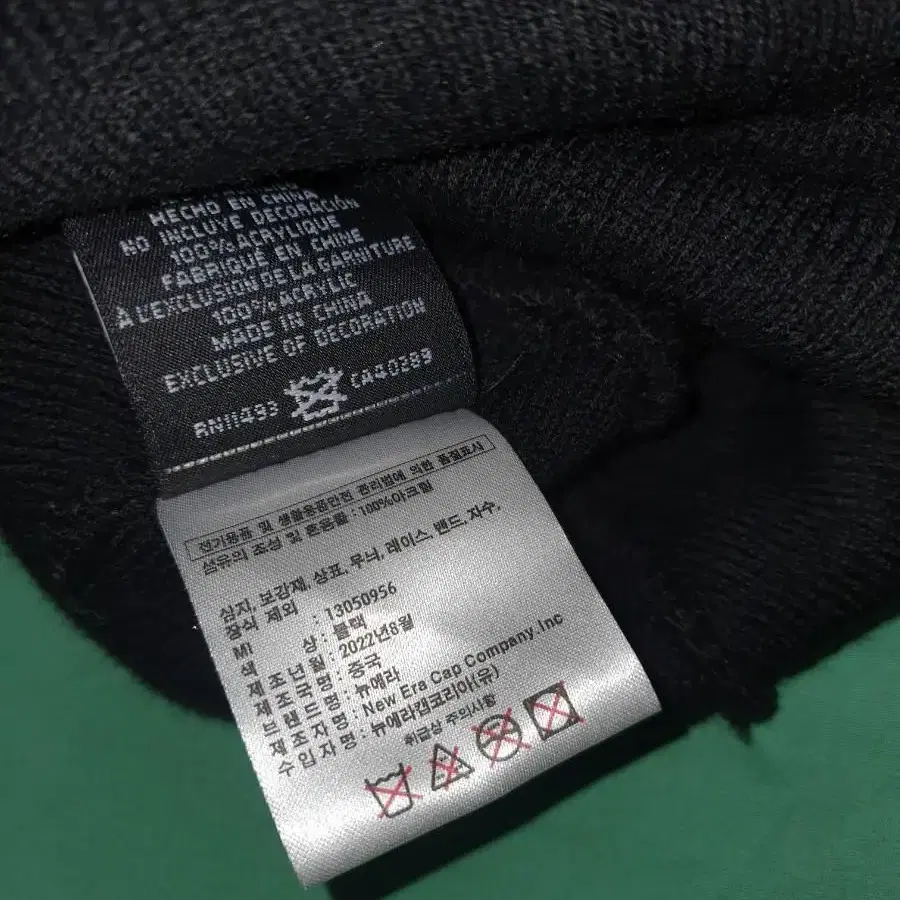 HECHO EN CHINA
NO INCLUYE DECORACIÓN
100% ACRYLIQUE
FABRIQUÉ EN CHINE
À L'EXCLUSION DE LA GARNITURE
100% ACRYLIC
MADE IN CHINA
EXCLUSIVE OF DECORATION
RN11493 CA40289
전기용품 및 생활용품안전 관리법에 의한 품질표시
섬유의 조성 및 혼용율 : 100%아크릴
심지, 보강재, 상표, 무늬, 레이스, 밴드, 자수,
장식 제외
MI : 13050956
색 상 : 블랙
제 조 년 월 : 2022년8월
제 조 국 명 : 중국
브 랜 드 명 : 뉴에라
제 조 자 명 : New Era Cap Company.Inc
수 입 자 명 : 뉴에라캡코리아(유)
취급상 주의사항